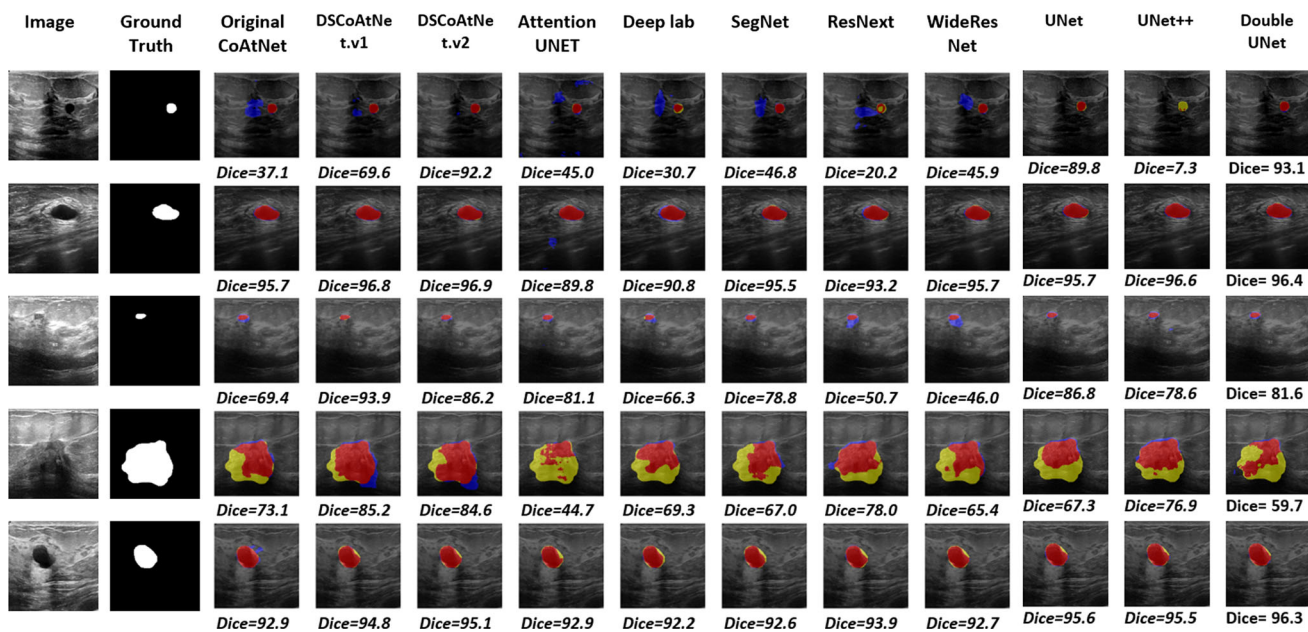 Image Ground Truth Original CoAtNet DSCoAtNe t.v1 DSCoAtNe t.v2 Attention UNET Deep lab SegNet ResNext WideRes Net UNet UNet++ Double UNet
Dice=37.1 Dice=69.6 Dice=92.2 Dice=45.0 Dice=30.7 Dice=46.8 Dice=20.2 Dice=45.9 Dice=89.8 Dice=7.3 Dice= 93.1
Dice=95.7 Dice=96.8 Dice=96.9 Dice=89.8 Dice=90.8 Dice=95.5 Dice=93.2 Dice=95.7 Dice=95.7 Dice=96.6 Dice= 96.4
Dice=69.4 Dice=93.9 Dice=86.2 Dice=81.1 Dice=66.3 Dice=78.8 Dice=50.7 Dice=46.0 Dice=86.8 Dice=78.6 Dice= 81.6
Dice=73.1 Dice=85.2 Dice=84.6 Dice=44.7 Dice=69.3 Dice=67.0 Dice=78.0 Dice=65.4 Dice=67.3 Dice=76.9 Dice= 59.7
Dice=92.9 Dice=94.8 Dice=95.1 Dice=92.9 Dice=92.2 Dice=92.6 Dice=93.9 Dice=92.7 Dice=95.6 Dice=95.5 Dice= 96.3